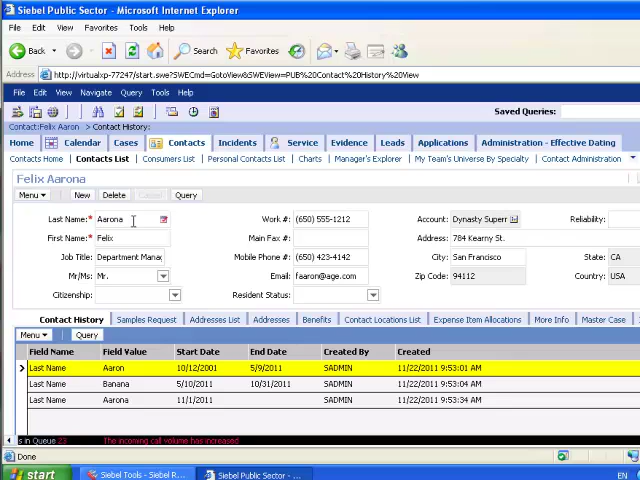 Siebel Public Sector - Microsoft Internet Explorer
File Edit View Favorites Tools Help
Back Search Favorites
Address http://virtualxp-77247/start.swe?SWECmd=GotoView&SWEView=PUB%20Contact%20History%20View
File Edit View Navigate Query Tools Help
Saved Queries:
Contact:Felix Aaron > Contact History:
Home Calendar Cases Contacts Incidents Service Evidence Leads Applications Administration - Effective Dating
Contacts Home Contacts List Consumers List Personal Contacts List Charts Manager's Explorer My Team's Universe By Specialty Contact Administration
Felix Aarona
Menu New Delete Cancel Query
Last Name:* Aarona Work #: (650) 555-1212 Account: Dynasty Superr Reliability:
First Name:* Felix Main Fax #: Address: 784 Kearny St.
Job Title: Department Manag Mobile Phone #: (650) 423-4142 City: San Francisco State: CA
Mr/Ms: Mr. Email: faaron@age.com Zip Code: 94112 Country: USA
Citizenship: Resident Status:
Contact History Samples Request Addresses List Addresses Benefits Contact Locations List Expense Item Allocations More Info Master Case
Menu Query
Field Name Field Value Start Date End Date Created By Created
Last Name Aaron 10/12/2001 5/9/2011 SADMIN 11/22/2011 9:53:01 AM
Last Name Banana 5/10/2011 10/31/2011 SADMIN 11/22/2011 9:53:04 AM
Last Name Aarona 11/1/2011 SADMIN 11/22/2011 9:53:34 AM
s in Queue 23 The incoming call volume has increased
Done
start Siebel Tools - Siebel R... Siebel Public Sector - ... EN